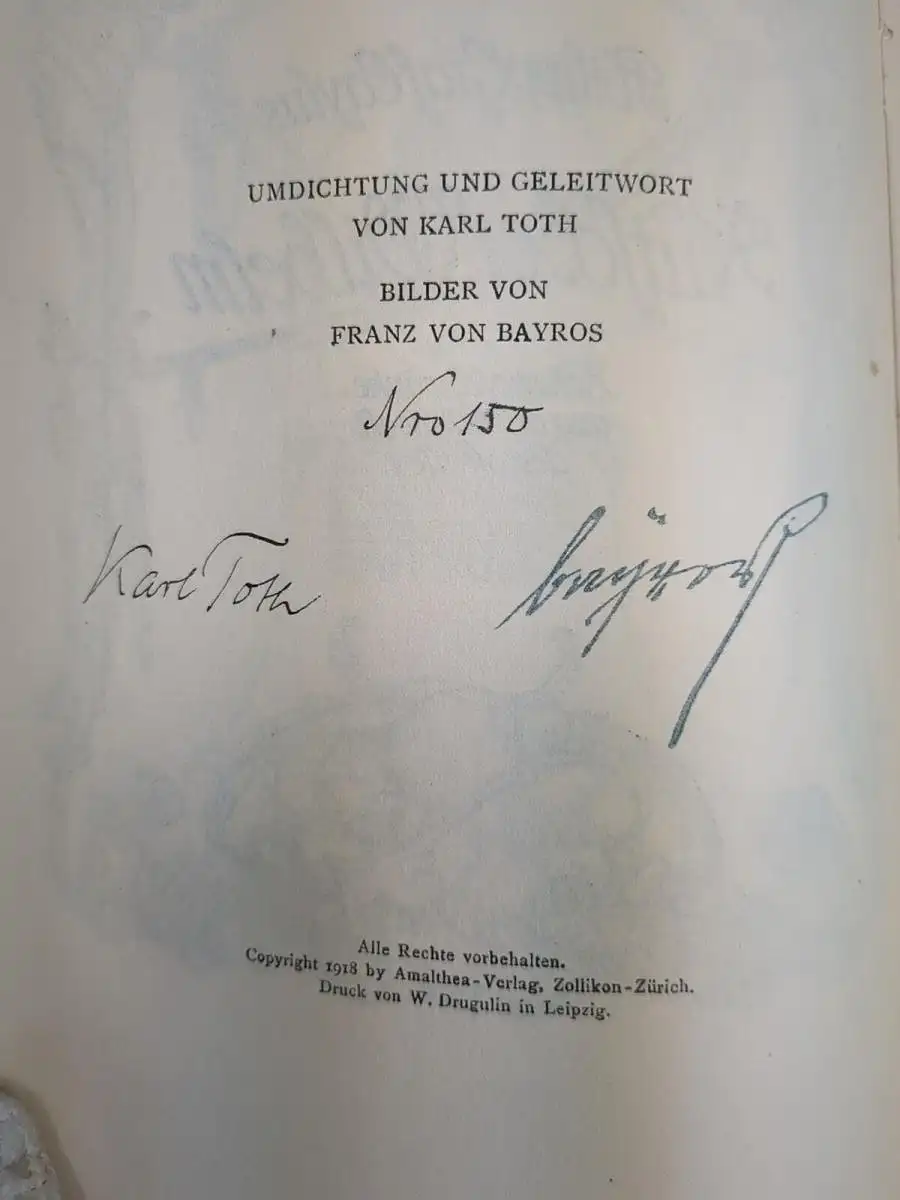 UMDICHTUNG UND GELEITWORT
VON KARL TOTH
BILDER VON
FRANZ VON BAYROS
Nro 150
Karl Toth
bayros
Alle Rechte vorbehalten.
Copyright 1918 by Amalthea-Verlag, Zollikon-Zürich.
Druck von W. Drugulin in Leipzig.